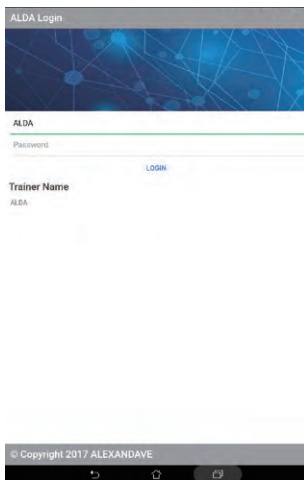 ALDA Login
ALDA
Password
LOGIN
Trainer Name
ALDA
© Copyright 2017 ALEXANDAVE